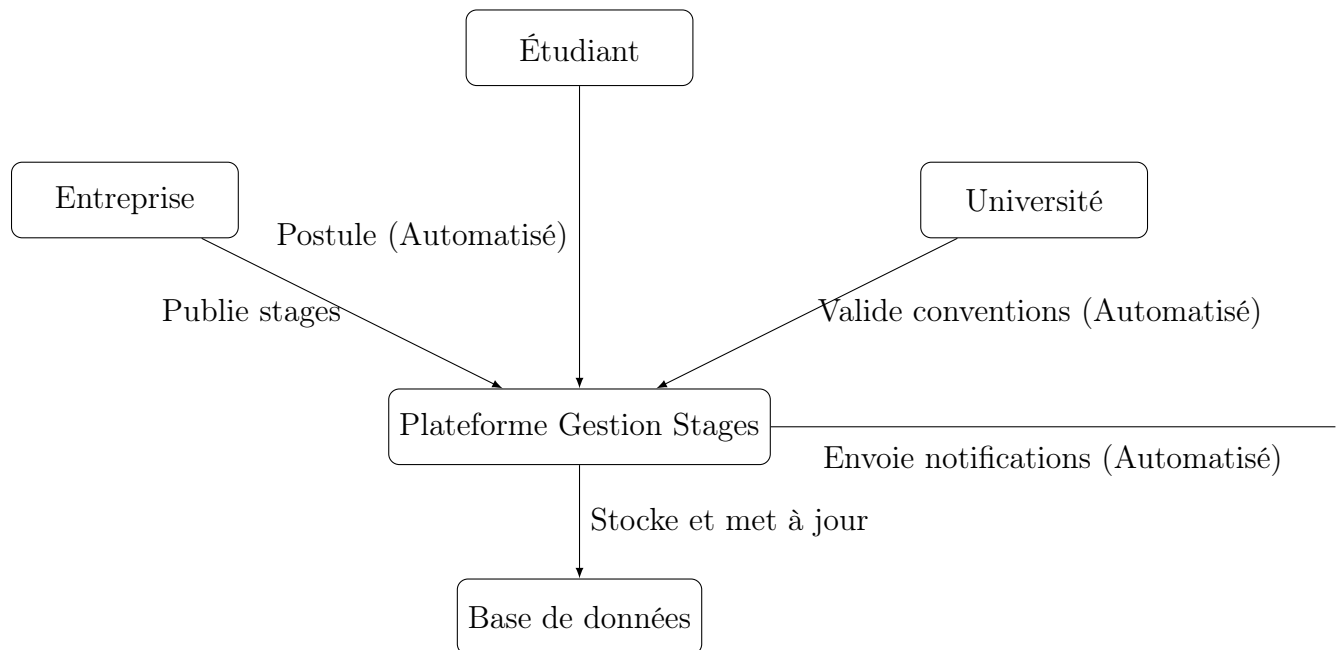 Étudiant
Entreprise
Université
Postule (Automatisé)
Publie stages
Valide conventions (Automatisé)
Plateforme Gestion Stages
Envoie notifications (Automatisé)
Stocke et met à jour
Base de données